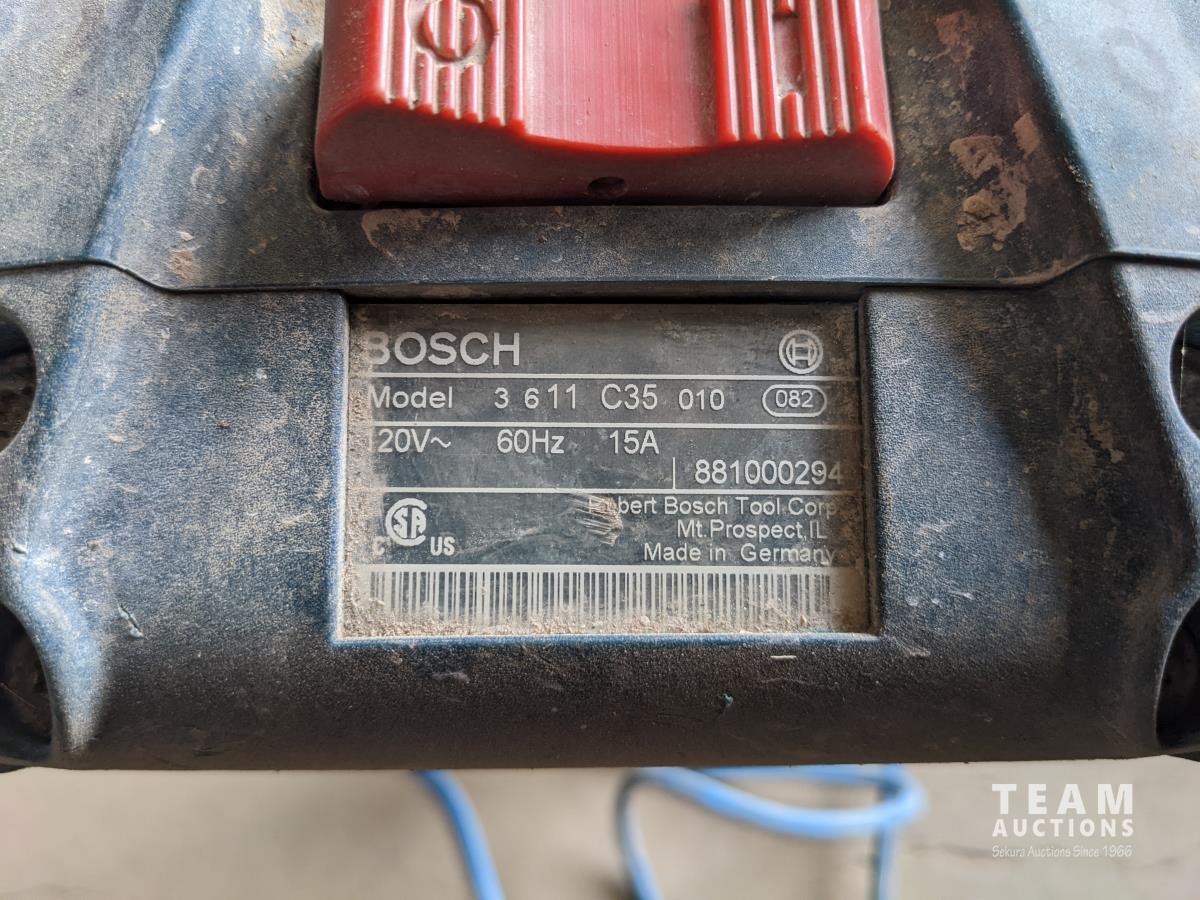 BOSCH
Model 3 611 C35 010 082
120V~ 60Hz 15A
881000294
Bosch Tool Corp
Mt. Prospect, IL
Made in Germany
C SA US
TEAM
AUCTIONS
Sekura Auctions Since 1966